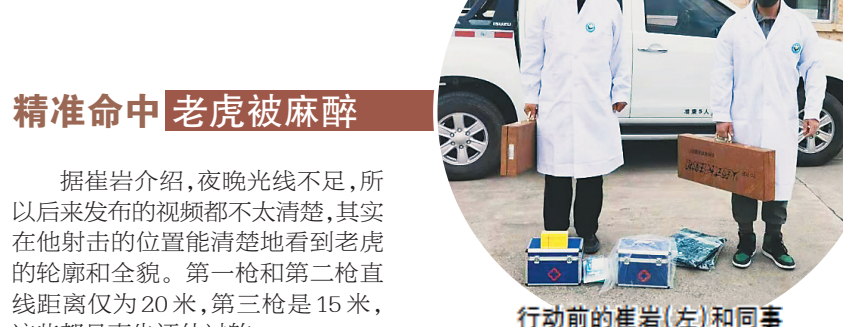 精准命中 老虎被麻醉
据崔岩介绍,夜晚光线不足,所
以后来发布的视频都不太清楚,其实
在他射击的位置能清楚地看到老虎
的轮廓和全貌。第一枪和第二枪直
线距离仅为20米,第三枪是15米,
准乘5人
行动前的崔岩(左)和同事